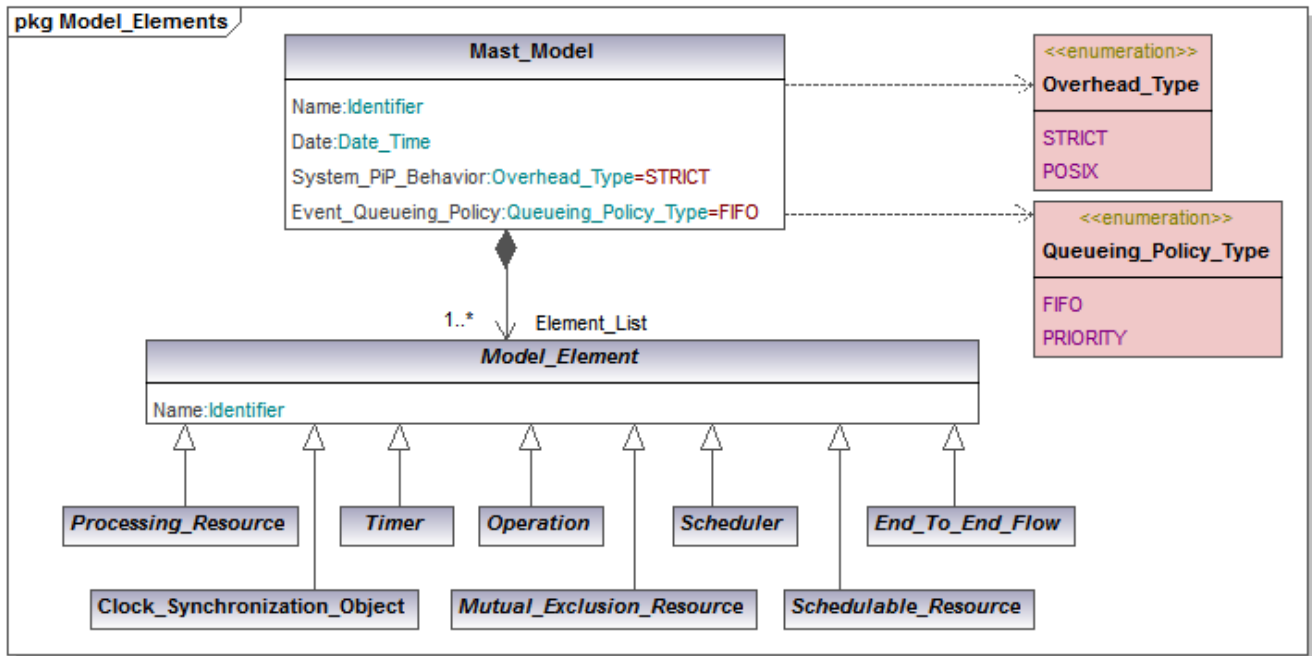 pkg Model_Elements
Mast_Model
Name:Identifier
Date:Date_Time
System_PiP_Behavior:Overhead_Type=STRICT
Event_Queueing_Policy:Queueing_Policy_Type=FIFO
<<enumeration>>
Overhead_Type
STRICT
POSIX
<<enumeration>>
Queueing_Policy_Type
FIFO
PRIORITY
1..* Element_List
Model_Element
Name:Identifier
Processing_Resource Timer Operation Scheduler End_To_End_Flow
Clock_Synchronization_Object Mutual_Exclusion_Resource Schedulable_Resource